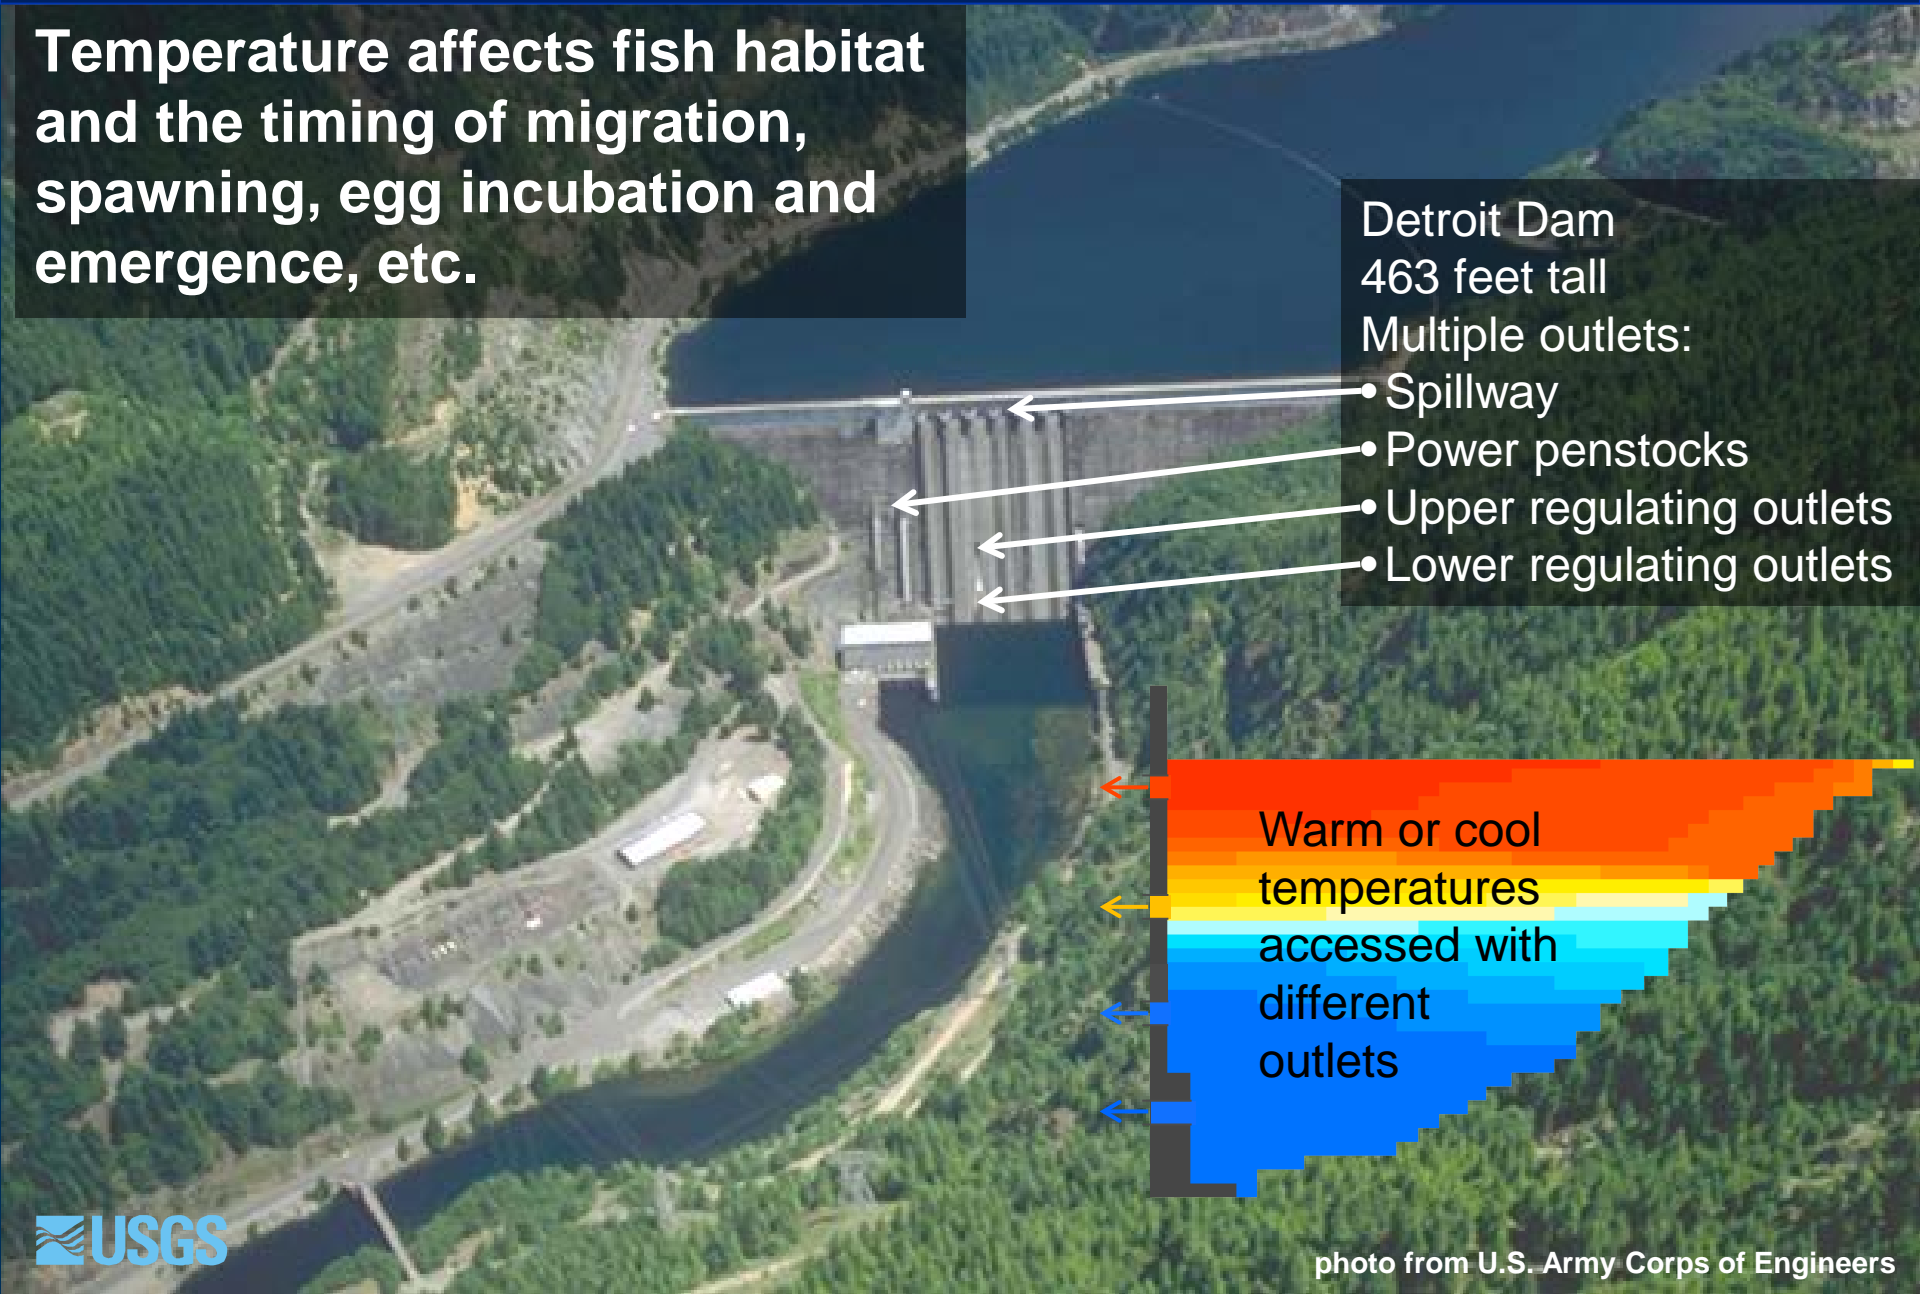 Temperature affects fish habitat
and the timing of migration,
spawning, egg incubation and
emergence, etc.
Detroit Dam
463 feet tall
Multiple outlets:
• Spillway
• Power penstocks
• Upper regulating outlets
• Lower regulating outlets
Warm or cool
temperatures
accessed with
different
outlets
USGS
photo from U.S. Army Corps of Engineers